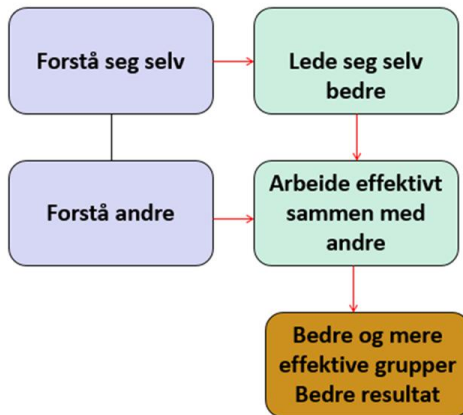 Forstå seg selv
Lede seg selv
bedre
Forstå andre
Arbeide effektivt
sammen med
andre
Bedre og mere
effektive grupper
Bedre resultat